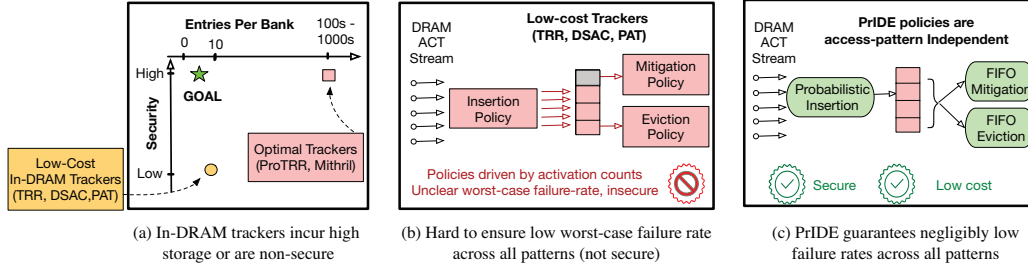 Entries Per Bank
0
10
100s -
1000s
Security
High
Low
GOAL
Optimal Trackers
(ProTRR, Mithril)
Low-Cost
In-DRAM Trackers
(TRR, DSAC,PAT)
(a) In-DRAM trackers incur high
storage or are non-secure
Low-cost Trackers
(TRR, DSAC, PAT)
DRAM
ACT
Stream
Insertion
Policy
Mitigation
Policy
Eviction
Policy
Policies driven by activation counts
Unclear worst-case failure-rate, insecure
(b) Hard to ensure low worst-case failure rate
across all patterns (not secure)
PrIDE policies are
access-pattern Independent
DRAM
ACT
Stream
Probabilistic
Insertion
FIFO
Mitigation
FIFO
Eviction
Secure
Low cost
(c) PrIDE guarantees negligibly low
failure rates across all patterns